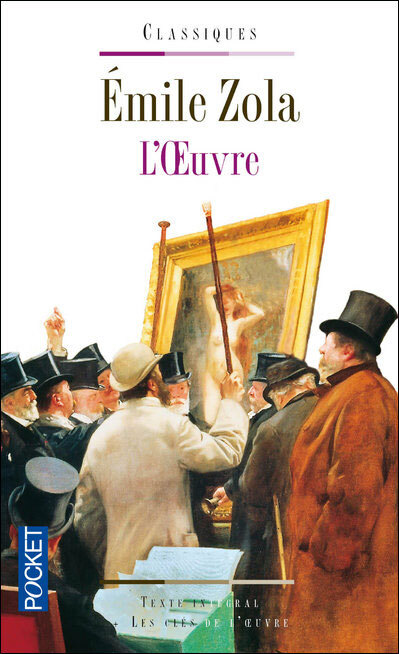 Classiques
Émile Zola
L'Œuvre
POCKET
Texte intégral
+ Les clés de l'œuvre